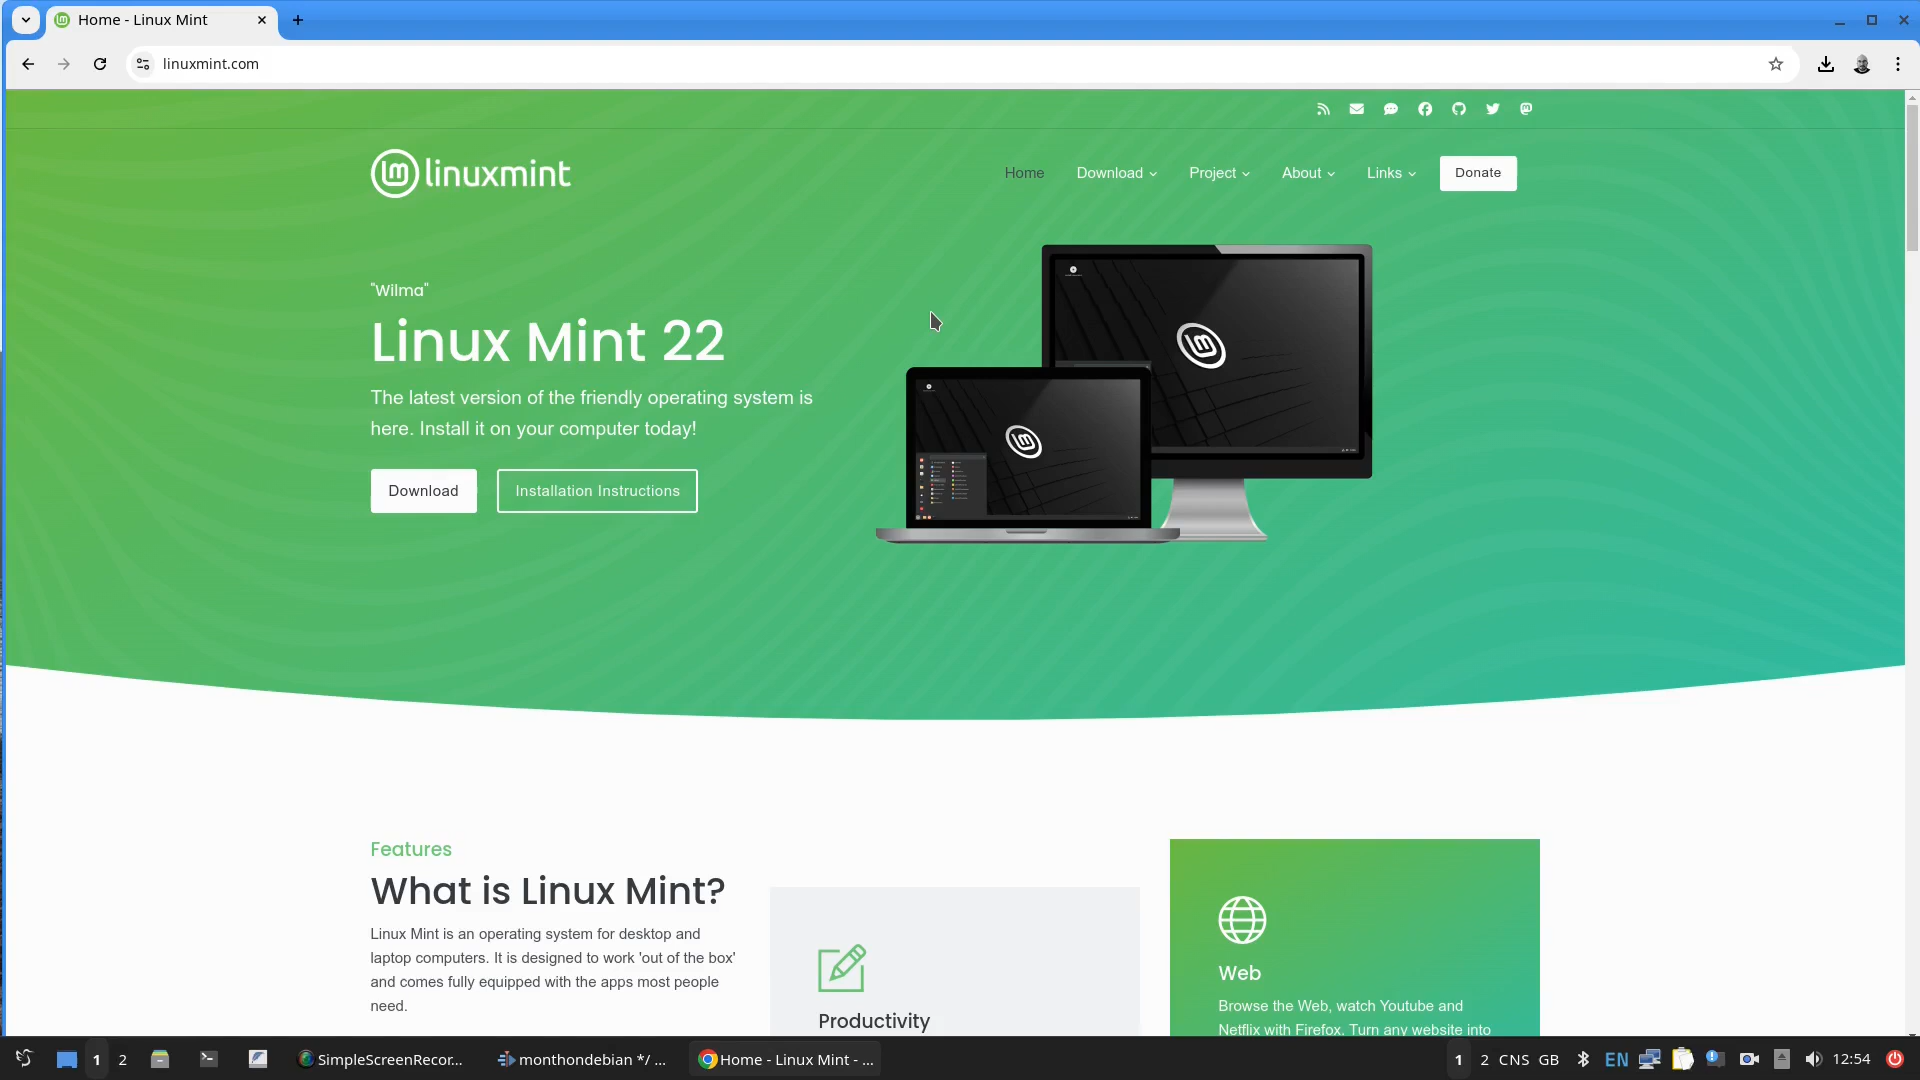 Home - Linux Mint
linuxmint.com
linuxmint
Home
Download
Project
About
Links
Donate
"Wilma"
Linux Mint 22
The latest version of the friendly operating system is
here. Install it on your computer today!
Download
Installation Instructions
Features
What is Linux Mint?
Linux Mint is an operating system for desktop and
laptop computers. It is designed to work 'out of the box'
and comes fully equipped with the apps most people
need.
Productivity
Web
Browse the Web, watch Youtube and
Netflix with Firefox. Turn any website into
1
2
SimpleScreenRecor...
monthondebian */ ...
Home - Linux Mint - ...
1
2
CNS
GB
EN
12:54